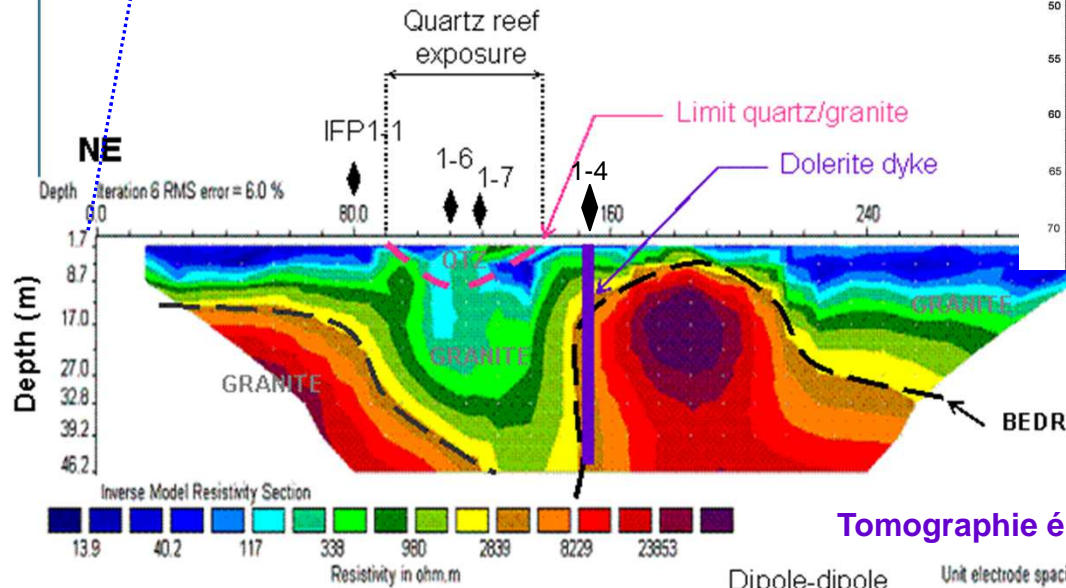 50
55
60
65
70
Quartz reef
exposure
Limit quartz/granite
IFP1-1
NE
1-6
1-7
1-4
Dolerite dyke
Depth Iteration 6 RMS error = 6.0 %
0.0 80.0 160 240
1.7
8.7
17.0
27.0
32.8
39.2
46.2
Depth (m)
QTZ
GRANITE
GRANITE
GRANITE
BEDR
Inverse Model Resistivity Section
13.9 40.2 117 338 980 2839 8229 23853
Resistivity in ohm.m
Tomographie é
Dipole-dipole
Unit electrode spaci